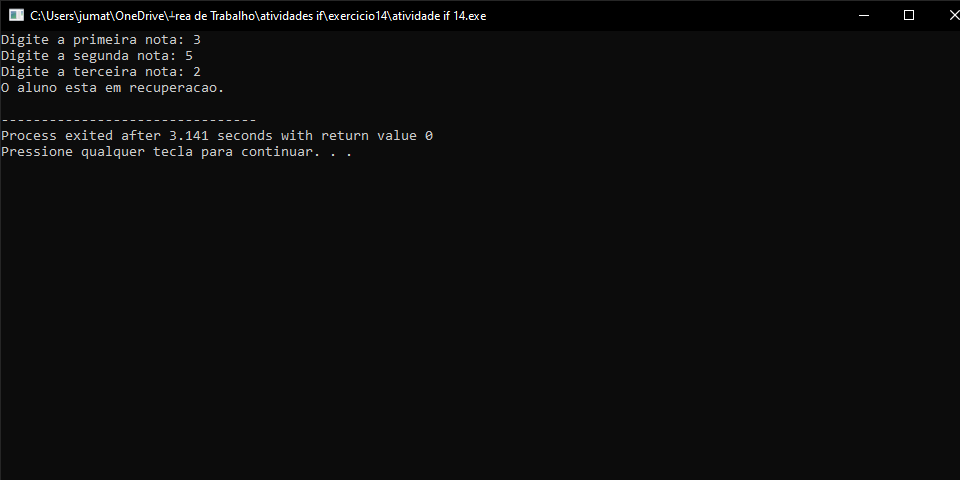 C:\Users\jumat\OneDrive\┴rea de Trabalho\atividades if\exercicio14\atividade if 14.exe
Digite a primeira nota: 3
Digite a segunda nota: 5
Digite a terceira nota: 2
O aluno esta em recuperacao.
--------------------------------
Process exited after 3.141 seconds with return value 0
Pressione qualquer tecla para continuar. . .